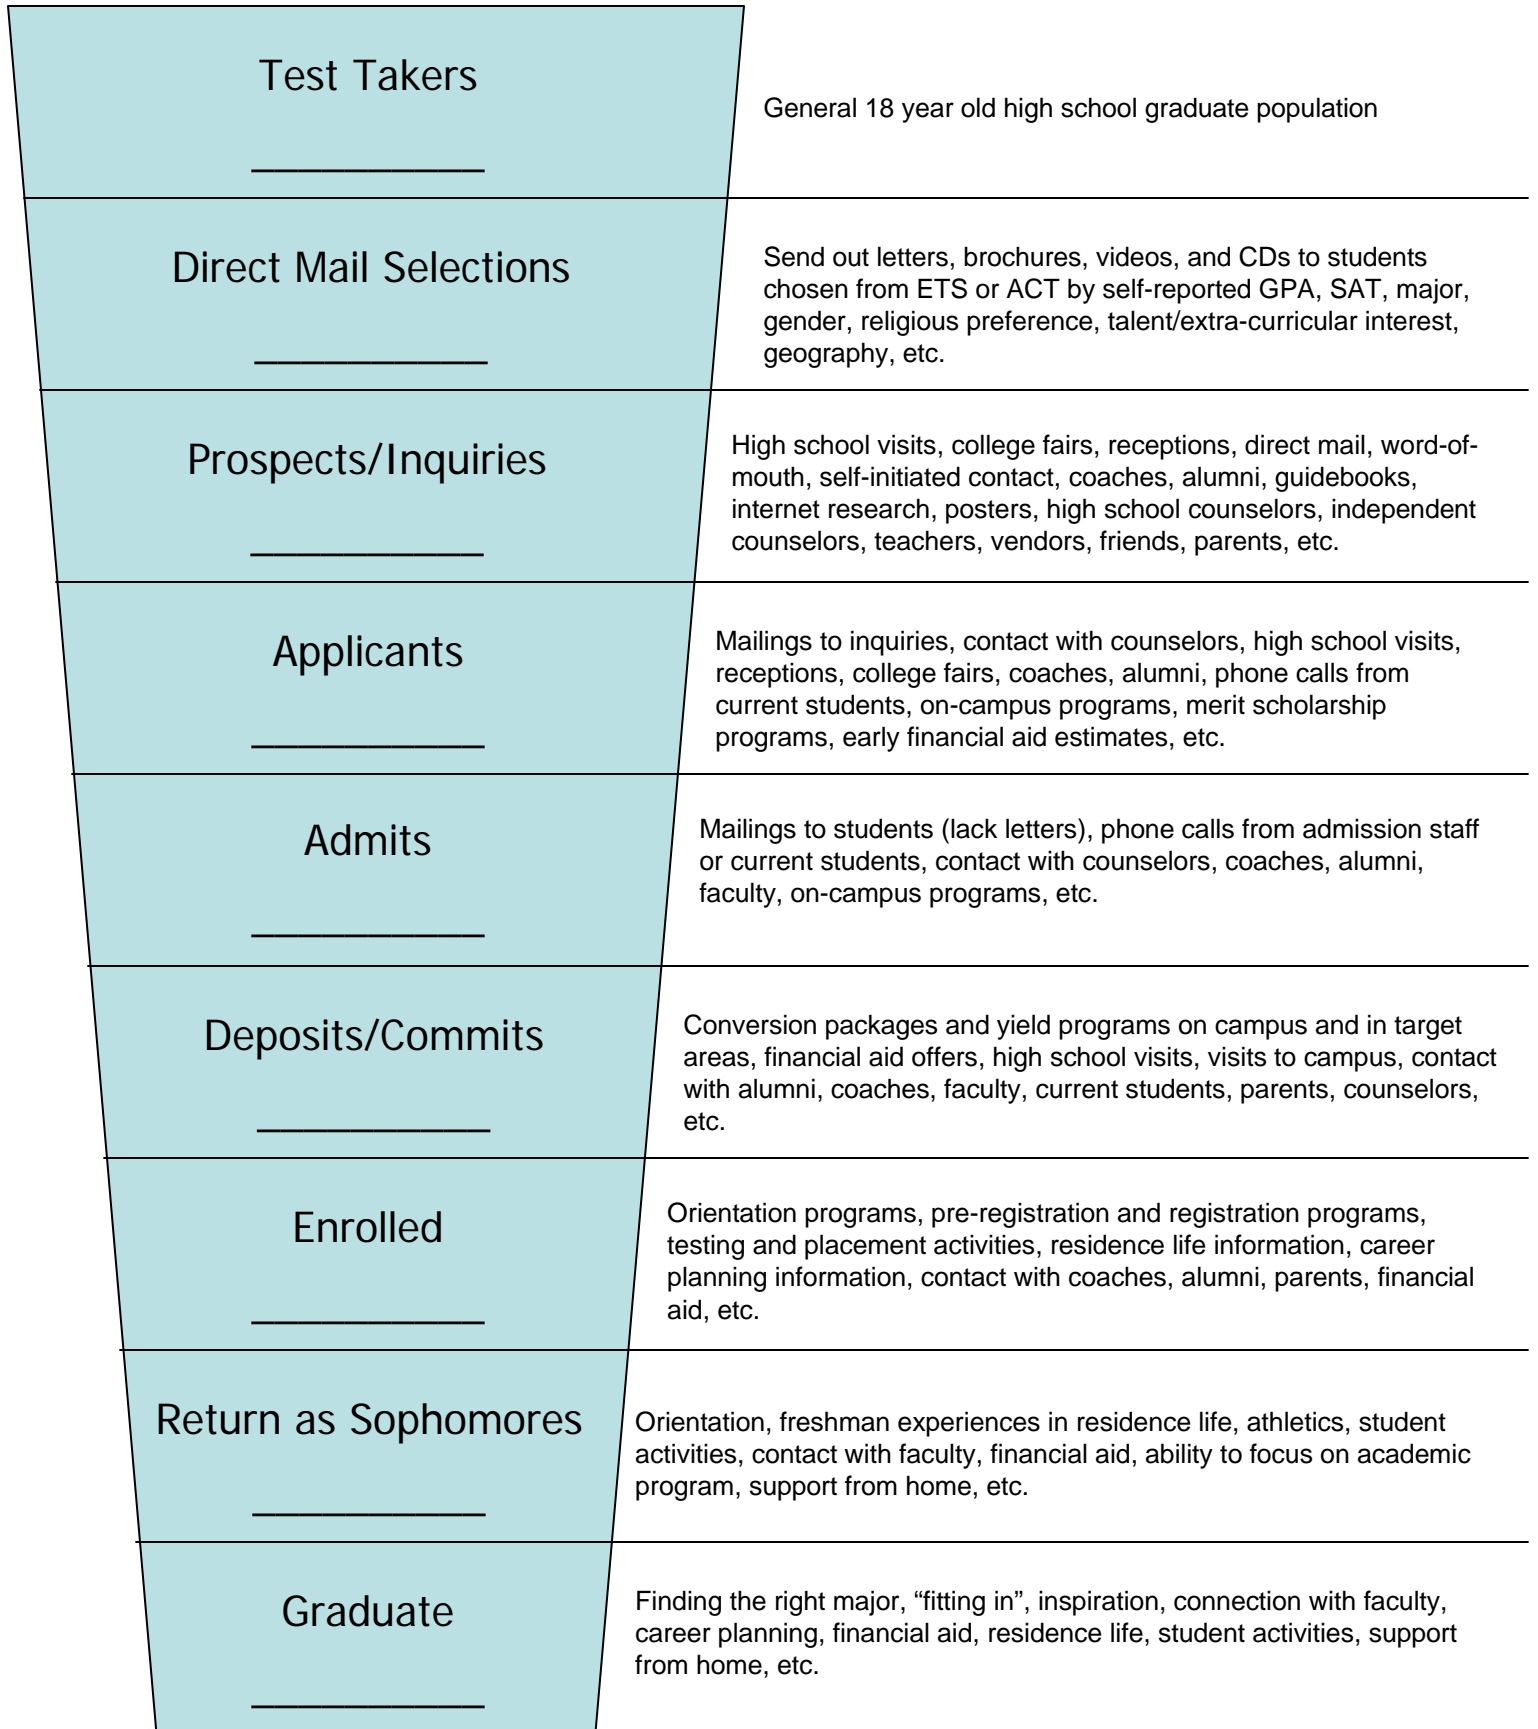 Test Takers
__________
General 18 year old high school graduate population
Direct Mail Selections
__________
Send out letters, brochures, videos, and CDs to students
chosen from ETS or ACT by self-reported GPA, SAT, major,
gender, religious preference, talent/extra-curricular interest,
geography, etc.
Prospects/Inquiries
__________
High school visits, college fairs, receptions, direct mail, word-of-
mouth, self-initiated contact, coaches, alumni, guidebooks,
internet research, posters, high school counselors, independent
counselors, teachers, vendors, friends, parents, etc.
Applicants
__________
Mailings to inquiries, contact with counselors, high school visits,
receptions, college fairs, coaches, alumni, phone calls from
current students, on-campus programs, merit scholarship
programs, early financial aid estimates, etc.
Admits
__________
Mailings to students (lack letters), phone calls from admission staff
or current students, contact with counselors, coaches, alumni,
faculty, on-campus programs, etc.
Deposits/Commits
__________
Conversion packages and yield programs on campus and in target
areas, financial aid offers, high school visits, visits to campus, contact
with alumni, coaches, faculty, current students, parents, counselors,
etc.
Enrolled
__________
Orientation programs, pre-registration and registration programs,
testing and placement activities, residence life information, career
planning information, contact with coaches, alumni, parents, financial
aid, etc.
Return as Sophomores
__________
Orientation, freshman experiences in residence life, athletics, student
activities, contact with faculty, financial aid, ability to focus on academic
program, support from home, etc.
Graduate
__________
Finding the right major, “fitting in”, inspiration, connection with faculty,
career planning, financial aid, residence life, student activities, support
from home, etc.